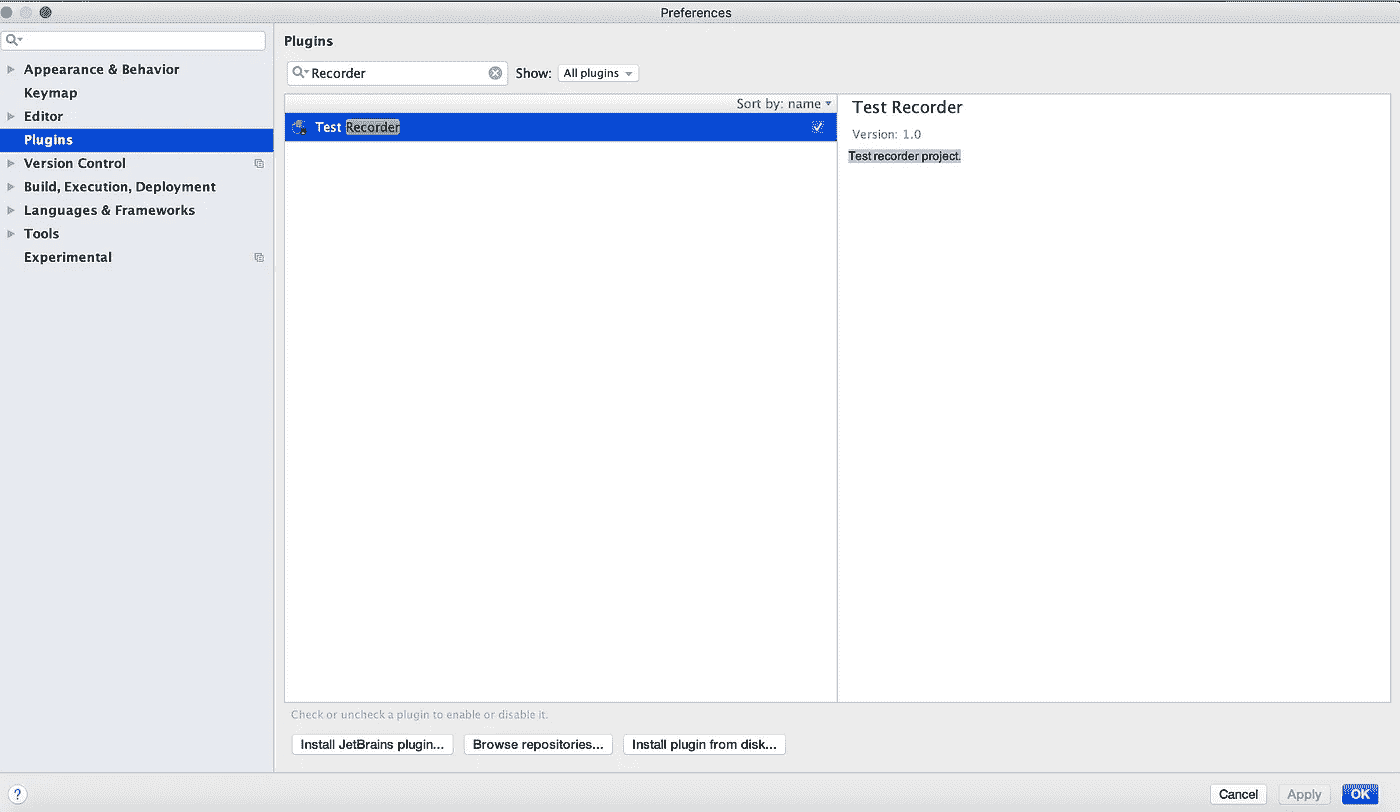 Preferences
Appearance & Behavior
Keymap
Editor
Plugins
Version Control
Build, Execution, Deployment
Languages & Frameworks
Tools
Experimental
Plugins
Recorder
Show: All plugins
Sort by: name
Test Recorder
Test Recorder
Version: 1.0
Test recorder project.
Check or uncheck a plugin to enable or disable it.
Install JetBrains plugin... Browse repositories... Install plugin from disk...
? Cancel Apply OK